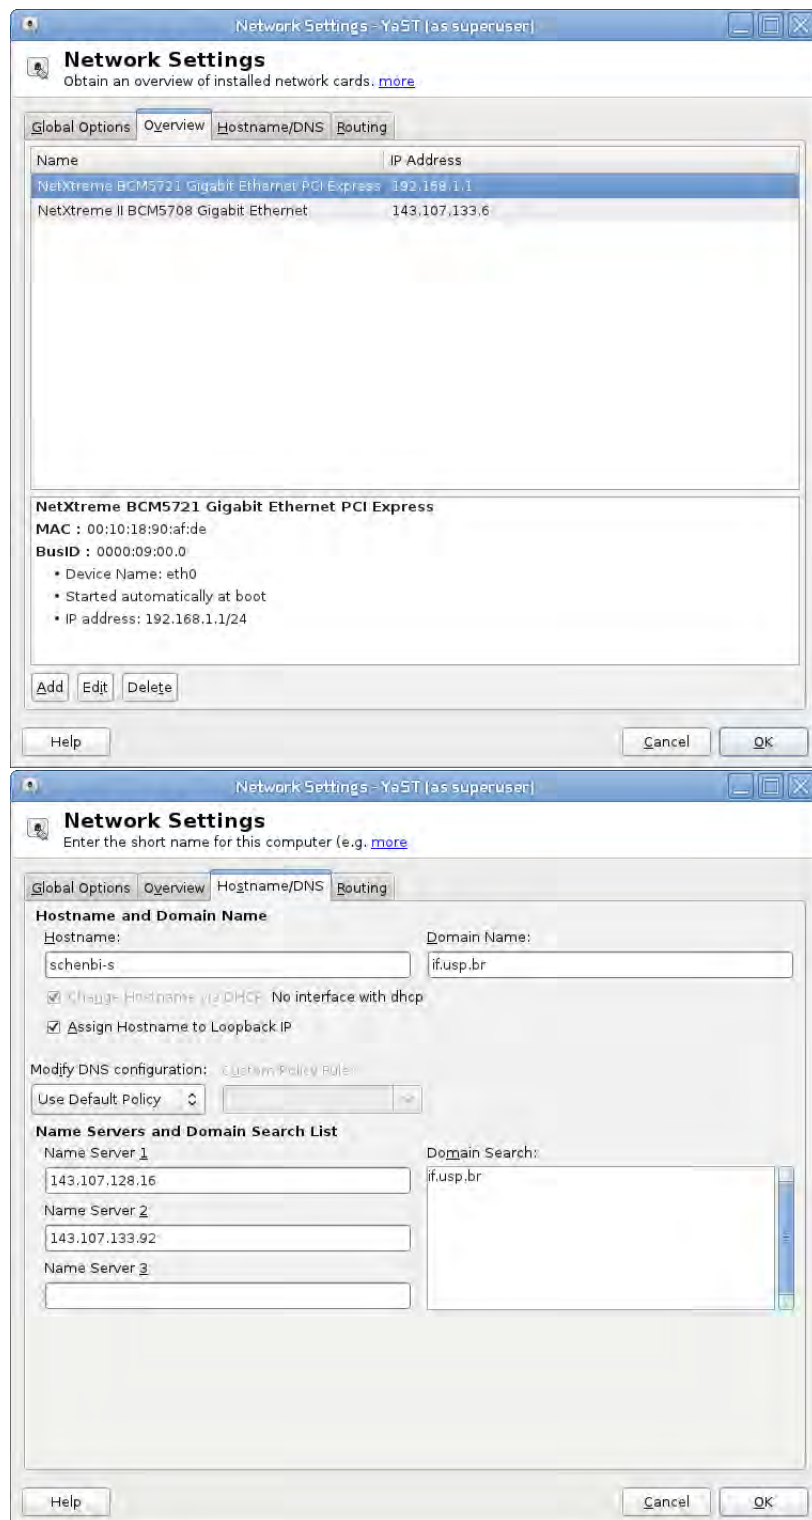 Network Settings - YaST (as superuser)
Network Settings
Obtain an overview of installed network cards. more
Global Options Overview Hostname/DNS Routing
Name IP Address
NetXtreme BCM5721 Gigabit Ethernet PCI Express 192.168.1.1
NetXtreme II BCM5708 Gigabit Ethernet 143.107.133.6
NetXtreme BCM5721 Gigabit Ethernet PCI Express
MAC : 00:10:18:90:af:de
BusID : 0000:09:00.0
• Device Name: eth0
• Started automatically at boot
• IP address: 192.168.1.1/24
Add Edit Delete
Help Cancel OK
Network Settings - YaST (as superuser)
Network Settings
Enter the short name for this computer (e.g. more
Global Options Overview Hostname/DNS Routing
Hostname and Domain Name
Hostname: Domain Name:
schenbi-s if.usp.br
Change Hostname via DHCP No interface with dhcp
Assign Hostname to Loopback IP
Modify DNS configuration: Custom Policy Rule
Use Default Policy
Name Servers and Domain Search List
Name Server 1 Domain Search:
143.107.128.16 if.usp.br
Name Server 2
143.107.133.92
Name Server 3
Help Cancel OK